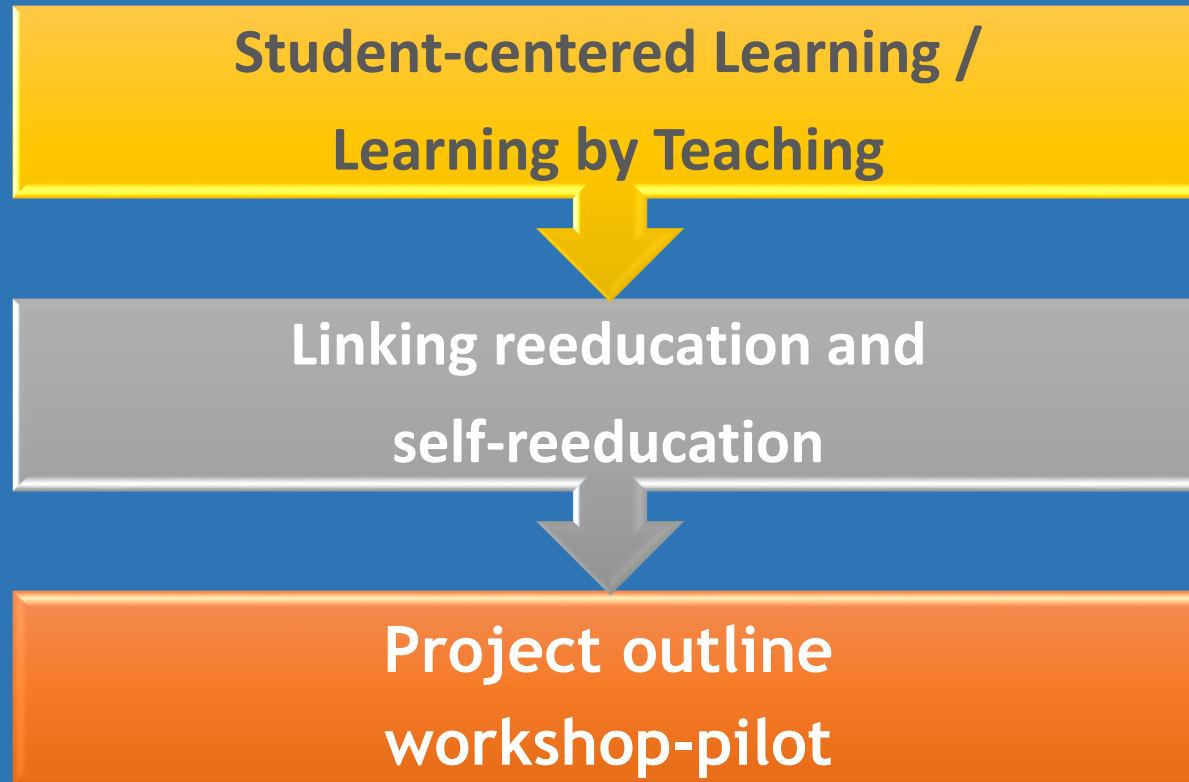 Student-centered Learning /
Learning by Teaching
Linking reeducation and
self-reeducation
Project outline
workshop-pilot